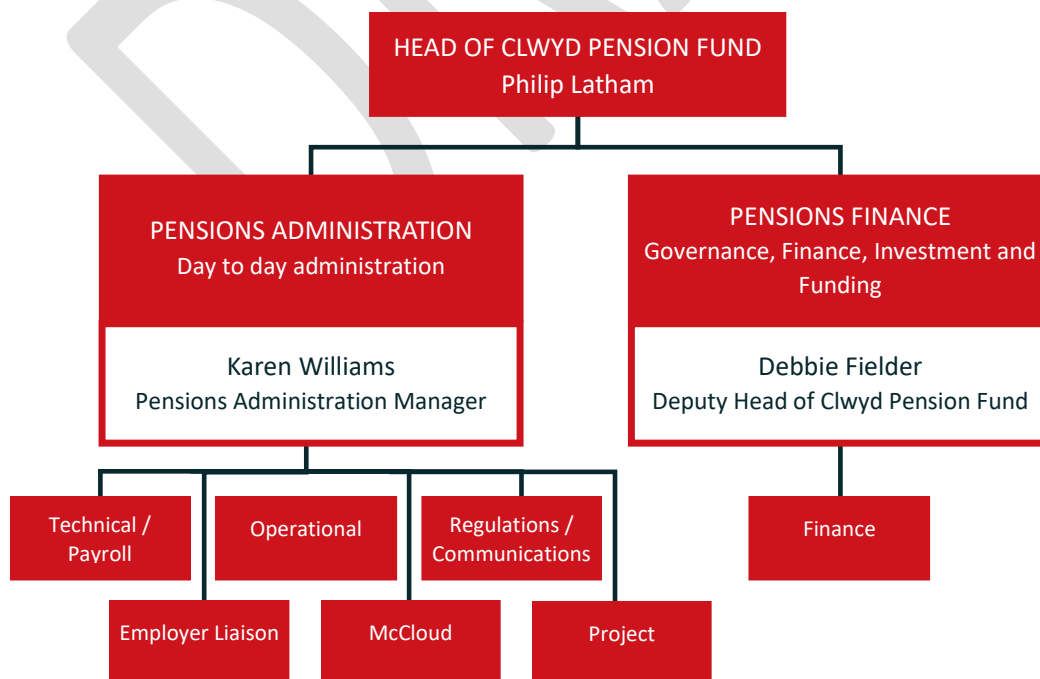 HEAD OF CLWYD PENSION FUND
Philip Latham
PENSIONS ADMINISTRATION
Day to day administration
Karen Williams
Pensions Administration Manager
PENSIONS FINANCE
Governance, Finance, Investment and
Funding
Debbie Fielder
Deputy Head of Clwyd Pension Fund
Technical /
Payroll
Operational
Regulations /
Communications
Finance
Employer Liaison
McCloud
Project